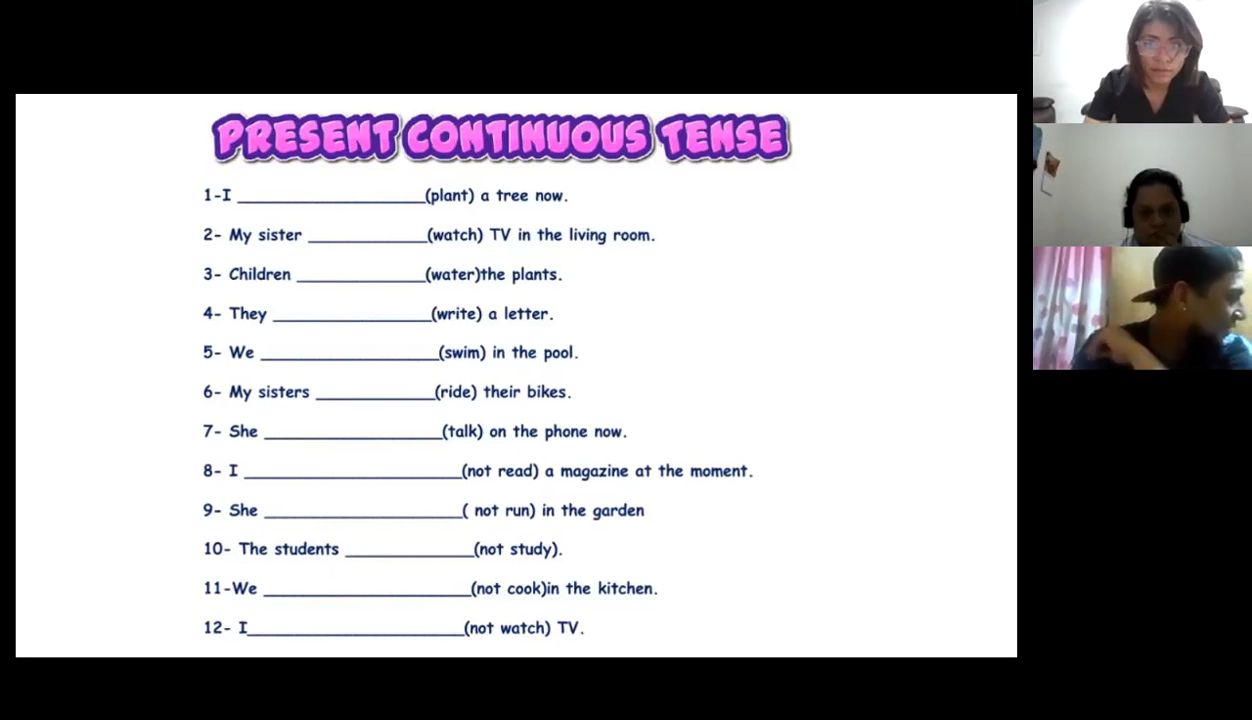 PRESENT CONTINUOUS TENSE
1-I ____________________(plant) a tree now.
2- My sister _____________(watch) TV in the living room.
3- Children ______________(water)the plants.
4- They _________________(write) a letter.
5- We ___________________(swim) in the pool.
6- My sisters _____________(ride) their bikes.
7- She ___________________(talk) on the phone now.
8- I _______________________(not read) a magazine at the moment.
9- She _____________________( not run) in the garden
10- The students ______________(not study).
11-We ______________________(not cook)in the kitchen.
12- I_______________________(not watch) TV.